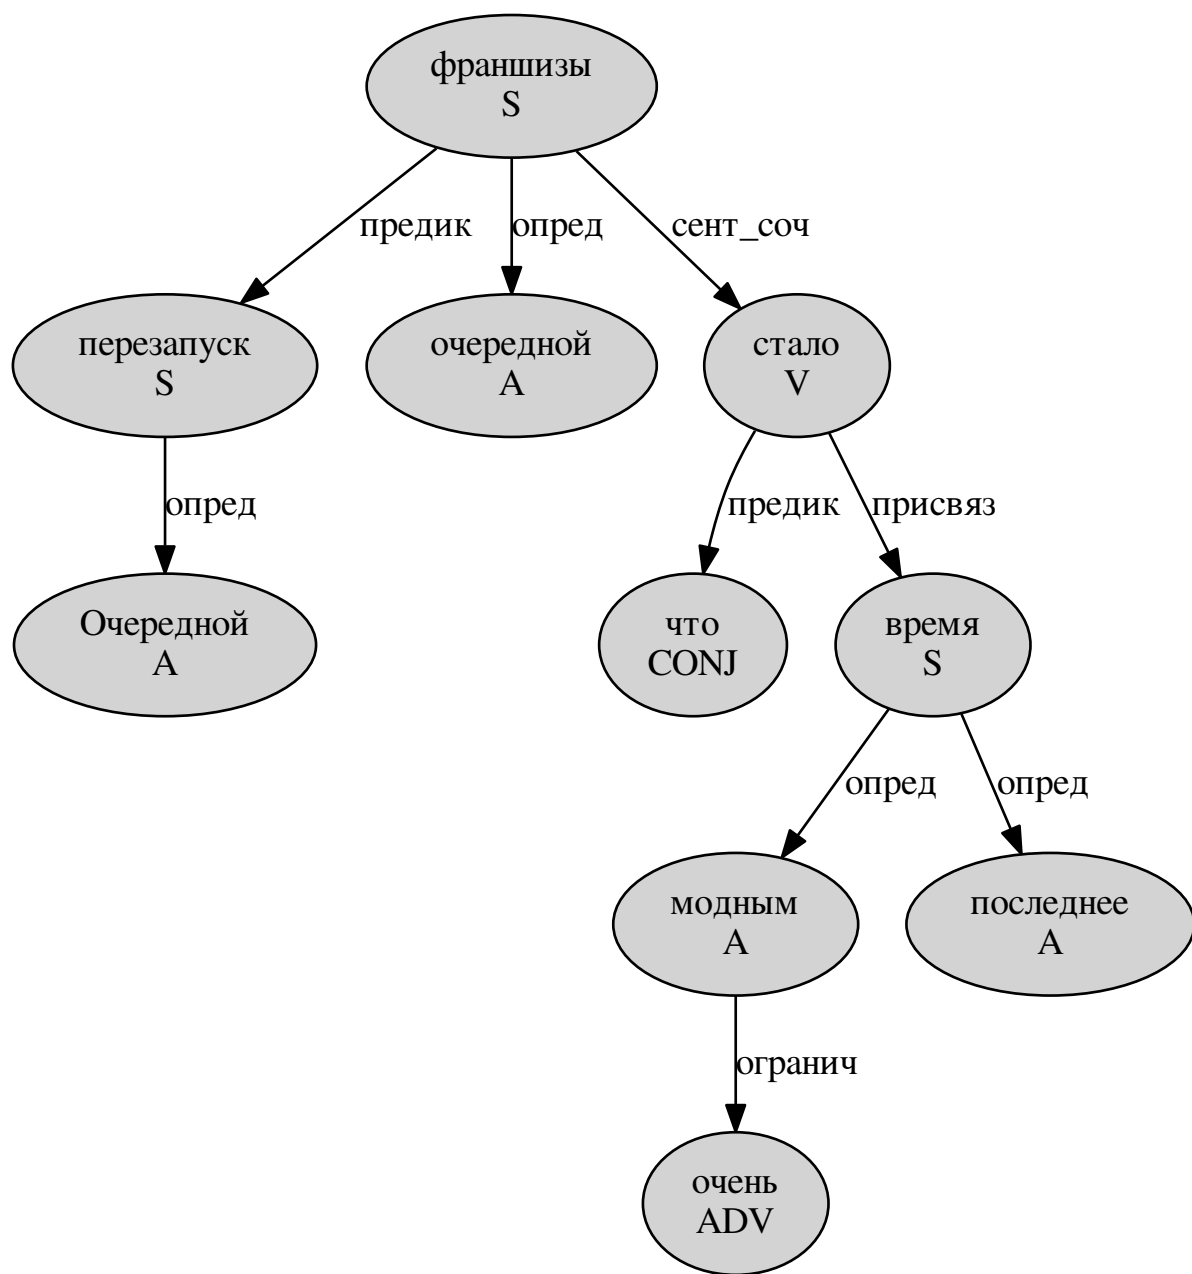 франшизы
S
предик
опред
сент_соч
перезапуск
S
очередной
A
стало
V
опред
предик
присвяз
Очередной
A
что
CONJ
время
S
опред
опред
модным
A
последнее
A
огранич
очень
ADV